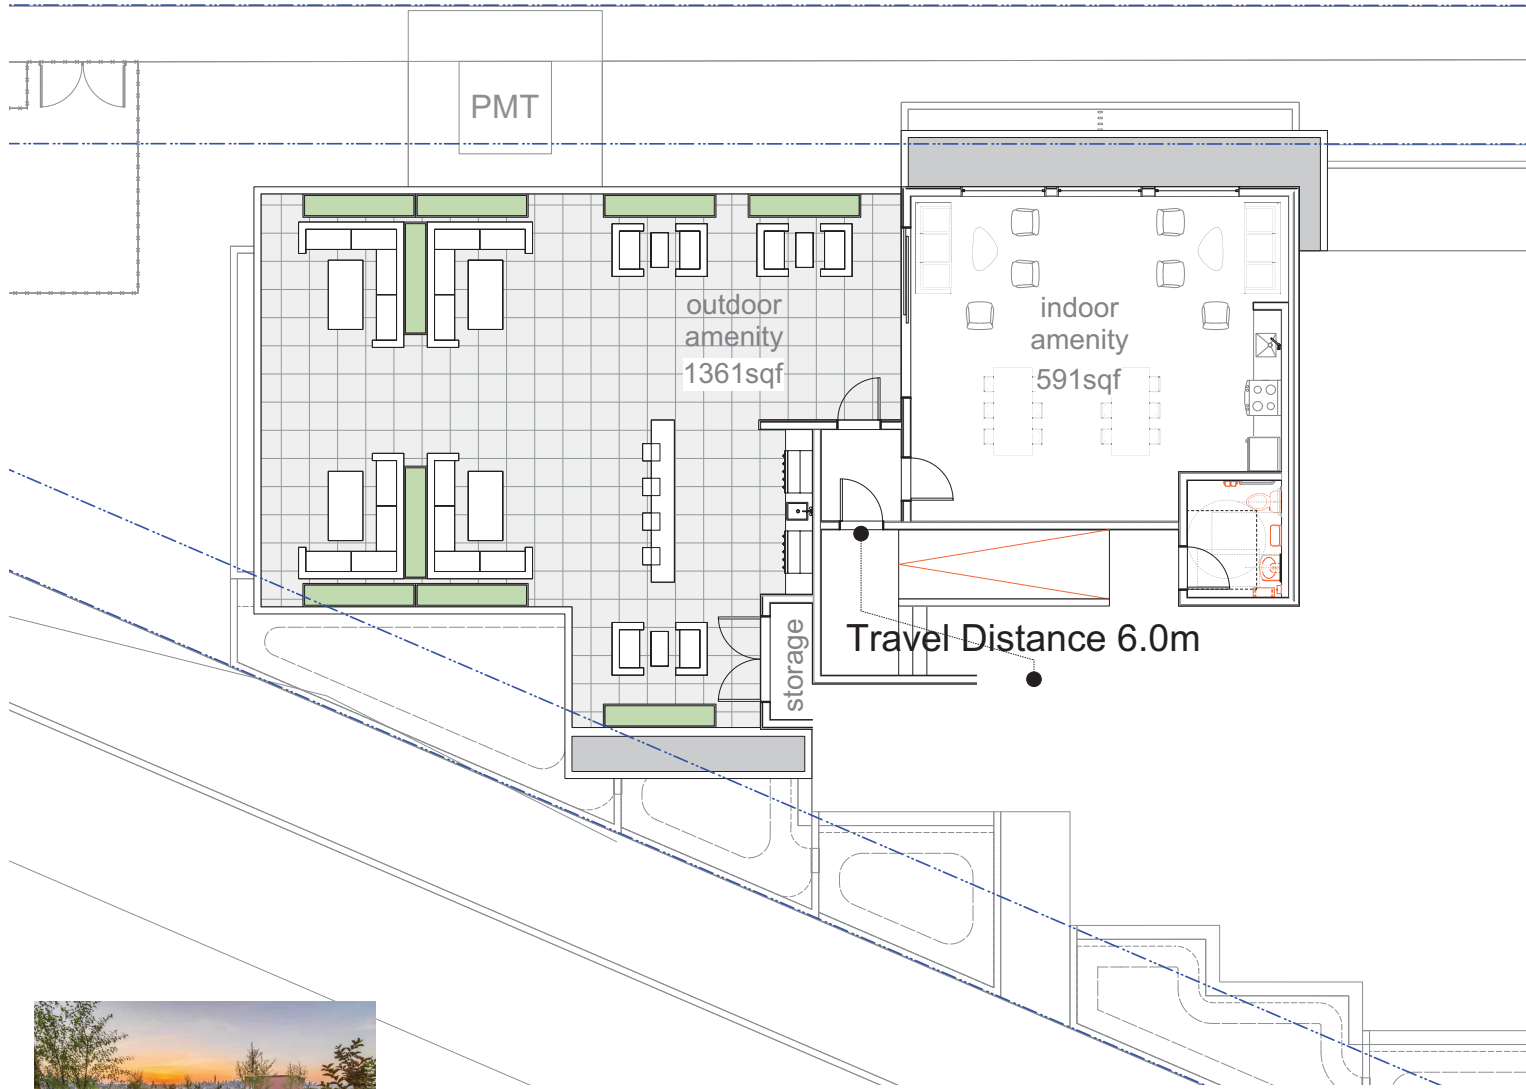 PMT
outdoor
amenity
1361sqf
indoor
amenity
591sqf
Travel Distance 6.0m
storage